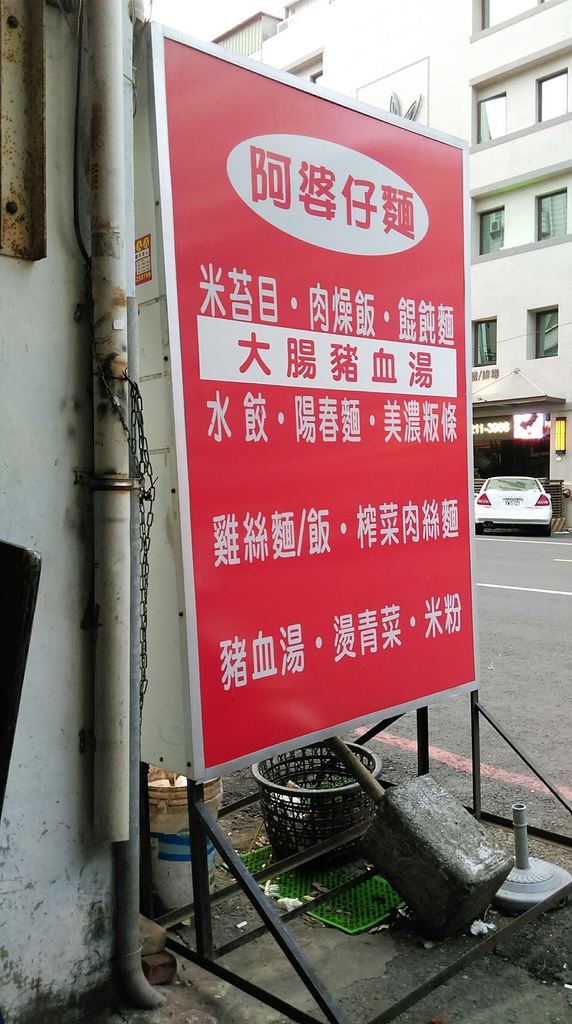 阿婆仔麵
米苔目·肉燥飯·餛飩麵
大腸豬血湯
水餃·陽春麵·美濃粄條
雞絲麵/飯·榨菜肉絲麵
豬血湯·燙青菜·米粉
211-3988